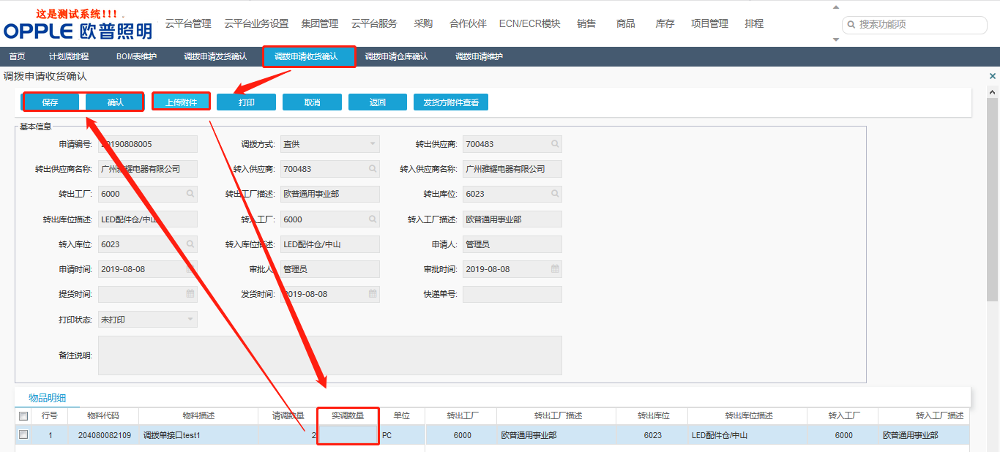 这是测试系统!!! .
OPPLE 欧普照明
云平台管理 云平台业务设置 集团管理 云平台服务 采购 合作伙伴 ECN/ECR模块 销售 商品 库存 项目管理 排程
搜索功能项
首页 计划周排程 BOM表维护 调拨申请发货确认 调拨申请收货确认 调拨申请仓库确认 调拨申请维护
调拨申请收货确认
保存 确认 上传附件 打印 取消 返回 发货方附件查看
基本信息
申请编号: 20190808005 调拨方式: 直供 转出供应商: 700483
转出供应商名称: 广州雅耀电器有限公司 转入供应商: 700483 转入供应商名称: 广州雅耀电器有限公司
转出工厂: 6000 转出工厂描述: 欧普通用事业部 转出库位: 6023
转出库位描述: LED配件仓/中山 转入工厂: 6000 转入工厂描述: 欧普通用事业部
转入库位: 6023 转入库位描述: LED配件仓/中山 申请人: 管理员
申请时间: 2019-08-08 审批人: 管理员 审批时间: 2019-08-08
提货时间: 发货时间: 2019-08-08 快递单号:
打印状态: 未打印
备注说明:
物品明细
行号 物料代码 物料描述 请调数量 实调数量 单位 转出工厂 转出工厂描述 转出库位 转出库位描述 转入工厂 转入工厂描述
1 204080082109 调拨单接口test1 2 PC 6000 欧普通用事业部 6023 LED配件仓/中山 6000 欧普通用事业部